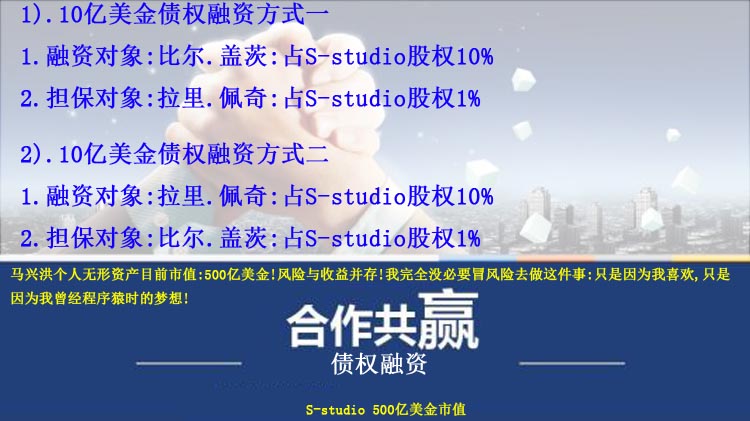 1).10亿美金债权融资方式一
1.融资对象:比尔.盖茨:占S-studio股权10%
2.担保对象:拉里.佩奇:占S-studio股权1%
2).10亿美金债权融资方式二
1.融资对象:拉里.佩奇:占S-studio股权10%
2.担保对象:比尔.盖茨:占S-studio股权1%
马兴洪个人无形资产目前市值:500亿美金!风险与收益并存!我完全没必要冒风险去做这件事:只是因为我喜欢,只是
因为我曾经程序猿时的梦想!
合作共赢
债权融资
S-studio 500亿美金市值